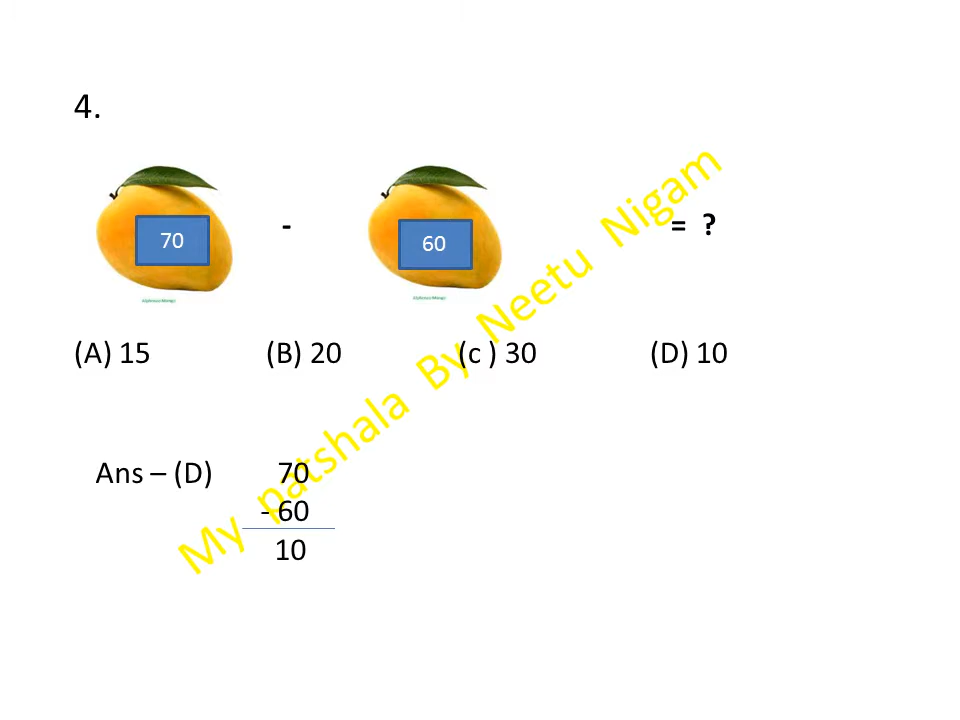 4.
70 - 60 = ?
(A) 15 (B) 20 (c ) 30 (D) 10
Ans – (D) 70
- 60
10
My patshala By Neetu Nigam